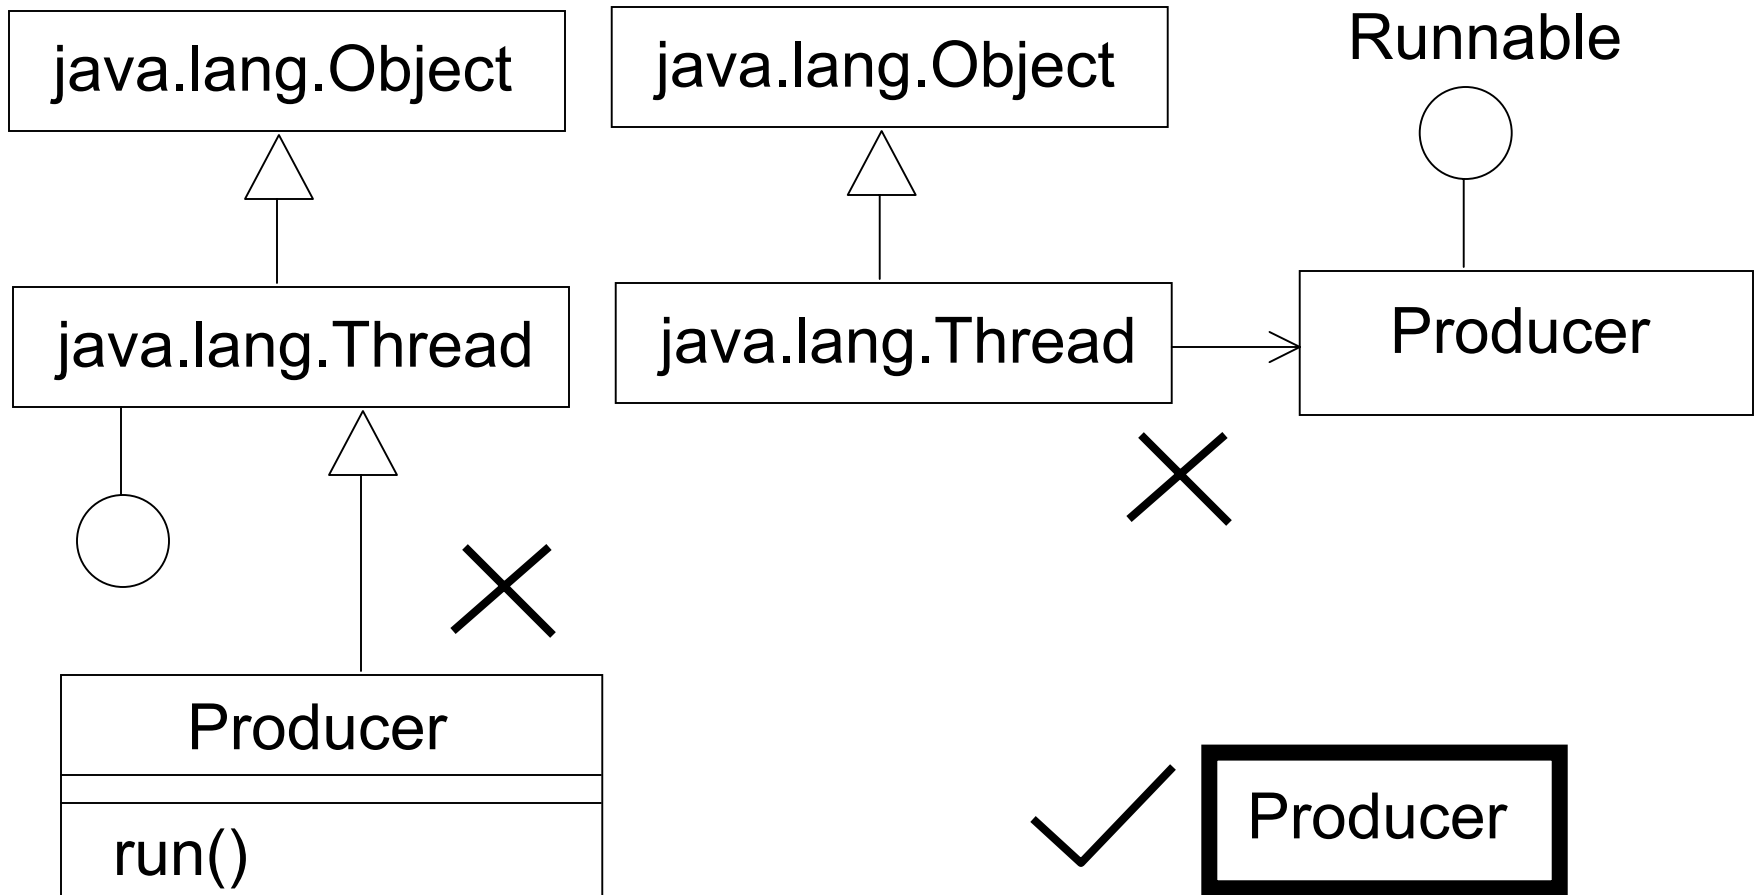 java.lang.Object
java.lang.Thread
Producer
run()
java.lang.Object
java.lang.Thread
Runnable
Producer
Producer